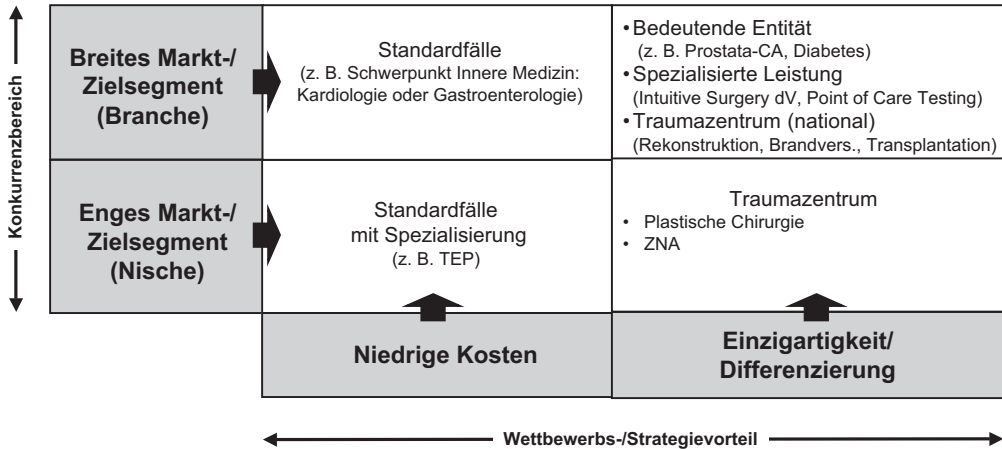 Konkurrenzbereich
Breites Markt-/
Zielsegment
(Branche)
Standardfälle
(z. B. Schwerpunkt Innere Medizin:
Kardiologie oder Gastroenterologie)
• Bedeutende Entität
(z. B. Prostata-CA, Diabetes)
• Spezialisierte Leistung
(Intuitive Surgery dV, Point of Care Testing)
• Traumazentrum (national)
(Rekonstruktion, Brandvers., Transplantation)
Enges Markt-/
Zielsegment
(Nische)
Standardfälle
mit Spezialisierung
(z. B. TEP)
Traumazentrum
• Plastische Chirurgie
• ZNA
Niedrige Kosten
Einzigartigkeit/
Differenzierung
Wettbewerbs-/Strategievorteil